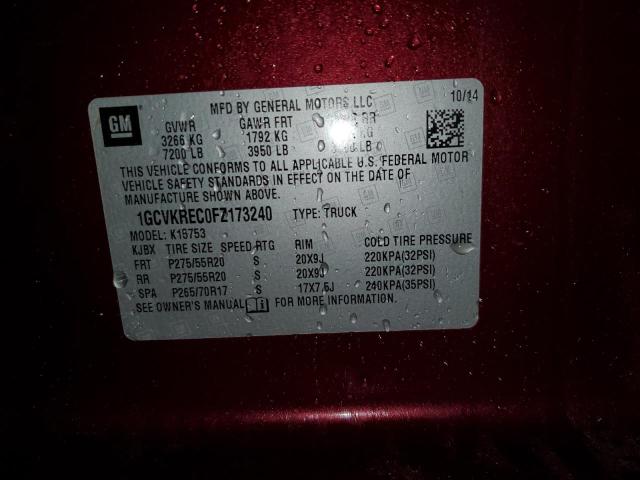 GM
MFD BY GENERAL MOTORS LLC
10/14
GVWR GAWR FRT RR
3266 KG 1792 KG KG
7200 LB 3950 LB LB
THIS VEHICLE CONFORMS TO ALL APPLICABLE U.S. FEDERAL MOTOR
VEHICLE SAFETY STANDARDS IN EFFECT ON THE DATE OF
MANUFACTURE SHOWN ABOVE.
1GCVKREC0FZ173240 TYPE: TRUCK
MODEL: K15753
KJBX TIRE SIZE SPEED RTG RIM COLD TIRE PRESSURE
FRT P275/55R20 S 20X9J 220KPA(32PSI)
RR P275/55R20 S 20X9J 220KPA(32PSI)
SPA P265/70R17 S 17X7.5J 240KPA(35PSI)
SEE OWNER'S MANUAL FOR MORE INFORMATION.